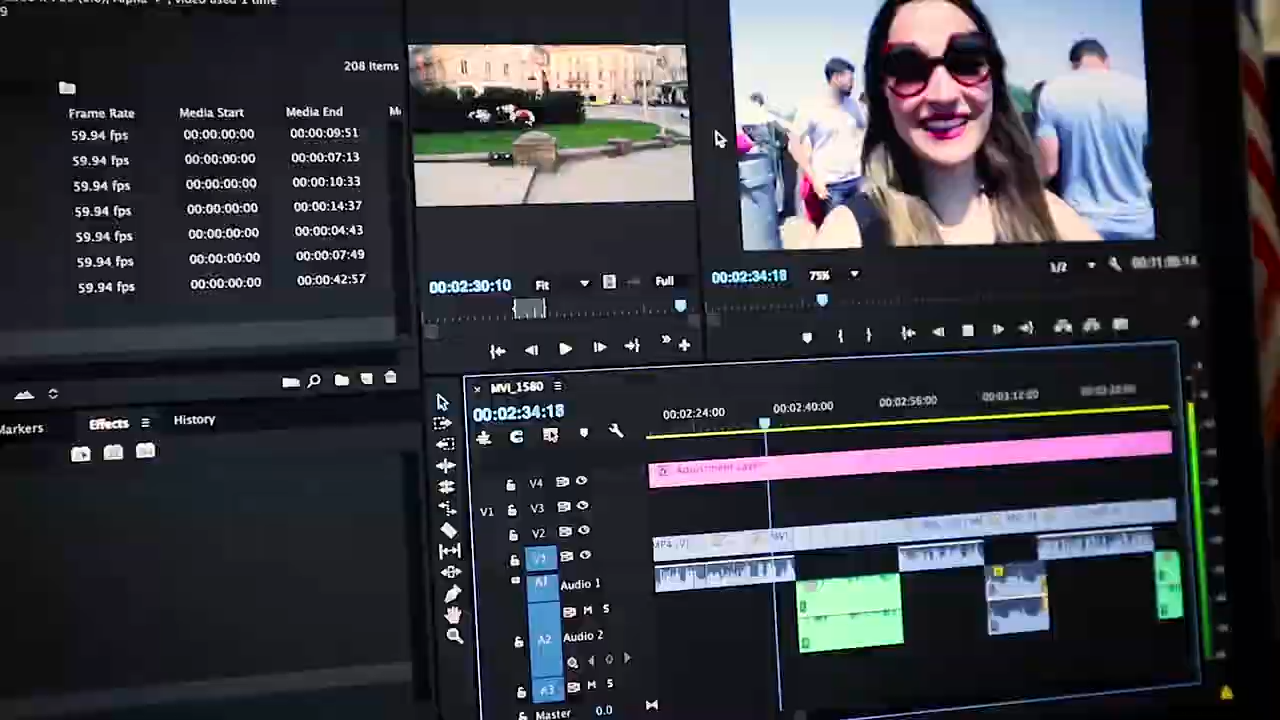 video used 1 time
9
208 Items
Frame Rate Media Start Media End
59.94 fps 00:00:00:00 00:00:09:51
59.94 fps 00:00:00:00 00:00:07:13
59.94 fps 00:00:00:00 00:00:10:33
59.94 fps 00:00:00:00 00:00:14:37
59.94 fps 00:00:00:00 00:00:04:43
59.94 fps 00:00:00:00 00:00:07:49
59.94 fps 00:00:00:00 00:00:42:57
00:02:30:10 Fit Full
00:02:34:18 75% 1/2
Markers Effects History
MVI_1580
00:02:34:18
00:02:24:00 00:02:40:00 00:02:56:00 00:03:12:00
Adjustment Layer
V4
V1 V3
V2
V1
A1 Audio 1
M S
A2 Audio 2
A3 M S
Master 0.0